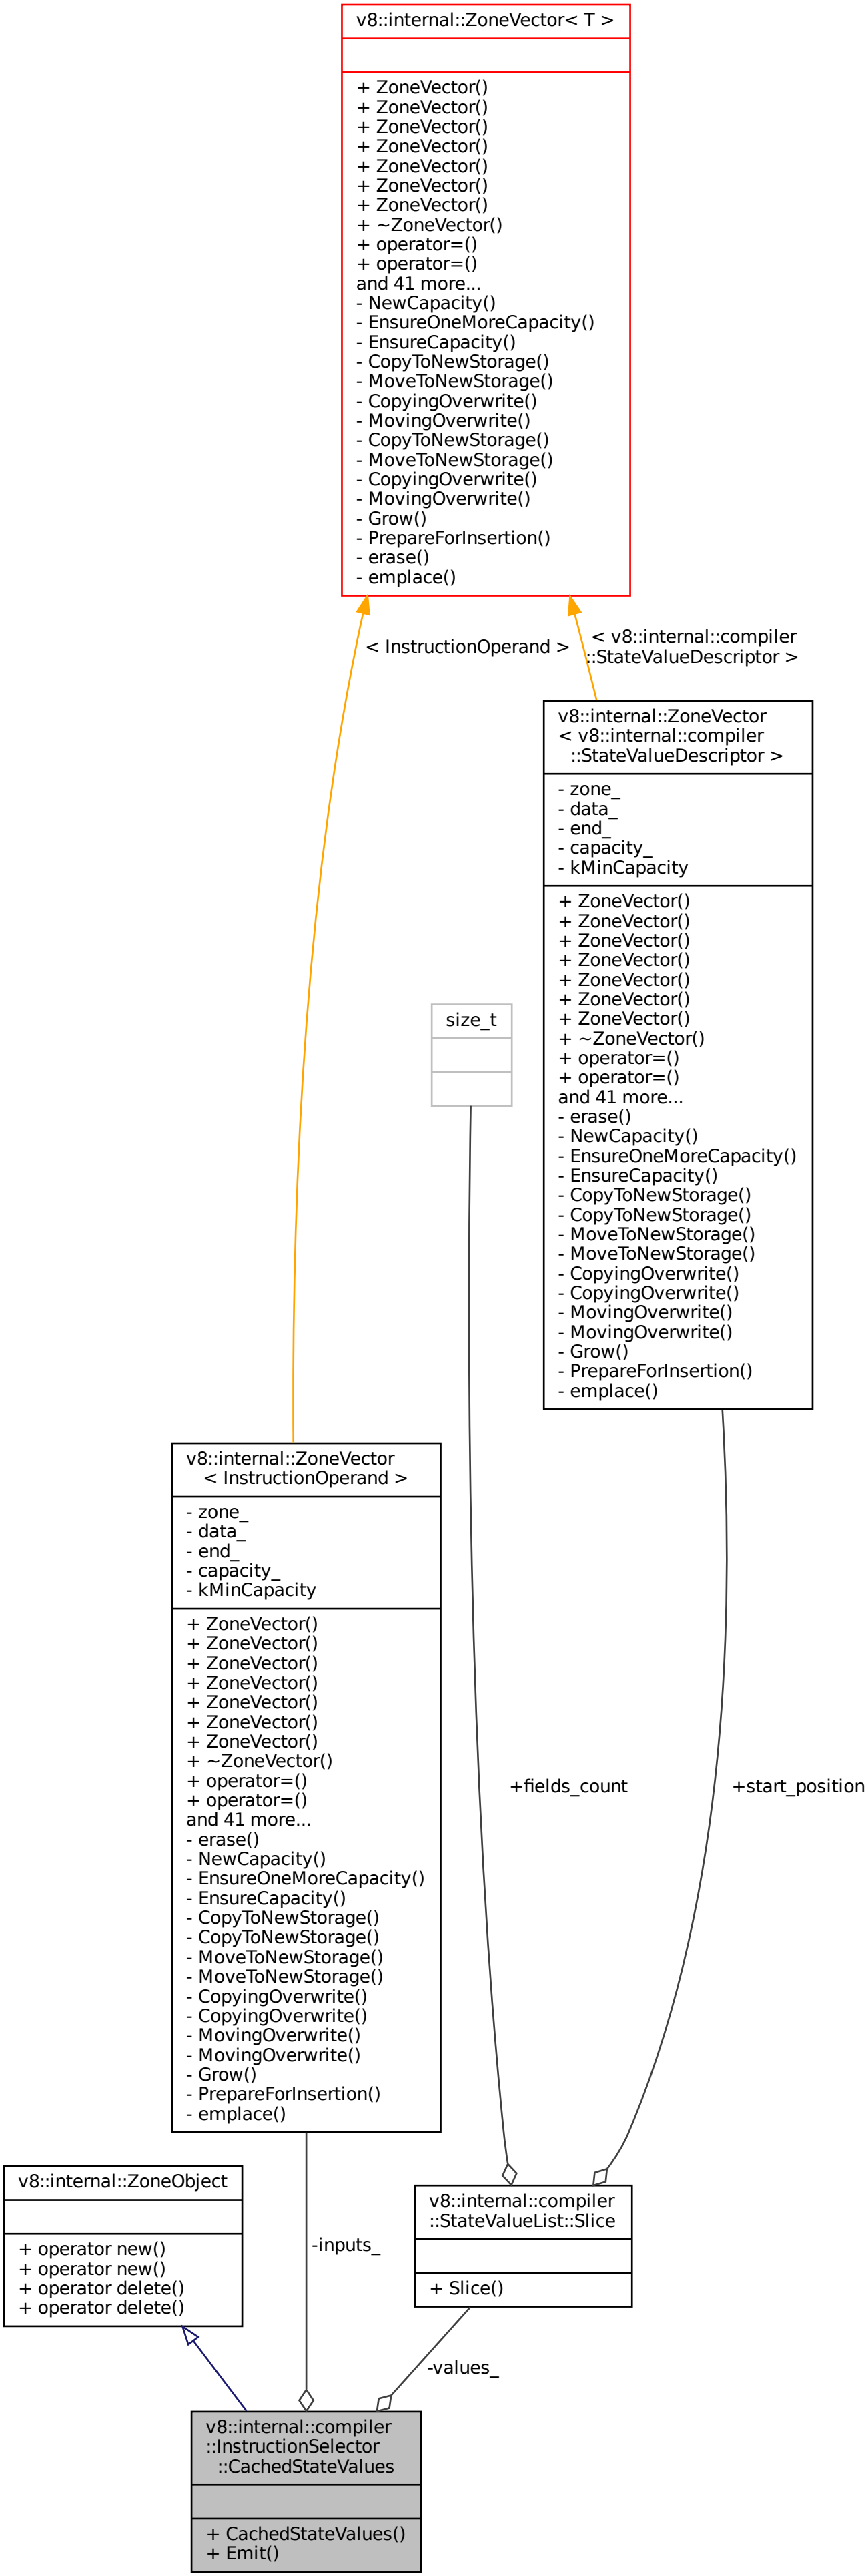 v8::internal::ZoneVector< T >
+ ZoneVector()
+ ZoneVector()
+ ZoneVector()
+ ZoneVector()
+ ZoneVector()
+ ZoneVector()
+ ZoneVector()
+ ~ZoneVector()
+ operator=()
+ operator=()
and 41 more...
- NewCapacity()
- EnsureOneMoreCapacity()
- EnsureCapacity()
- CopyToNewStorage()
- MoveToNewStorage()
- CopyingOverwrite()
- MovingOverwrite()
- CopyToNewStorage()
- MoveToNewStorage()
- CopyingOverwrite()
- MovingOverwrite()
- Grow()
- PrepareForInsertion()
- erase()
- emplace()
< InstructionOperand >
< v8::internal::compiler
::StateValueDescriptor >
v8::internal::ZoneVector
< v8::internal::compiler
::StateValueDescriptor >
- zone_
- data_
- end_
- capacity_
- kMinCapacity
+ ZoneVector()
+ ZoneVector()
+ ZoneVector()
+ ZoneVector()
+ ZoneVector()
+ ZoneVector()
+ ZoneVector()
+ ~ZoneVector()
+ operator=()
+ operator=()
and 41 more...
- erase()
- NewCapacity()
- EnsureOneMoreCapacity()
- EnsureCapacity()
- CopyToNewStorage()
- CopyToNewStorage()
- MoveToNewStorage()
- MoveToNewStorage()
- CopyingOverwrite()
- CopyingOverwrite()
- MovingOverwrite()
- MovingOverwrite()
- Grow()
- PrepareForInsertion()
- emplace()
size_t
v8::internal::ZoneVector
< InstructionOperand >
- zone_
- data_
- end_
- capacity_
- kMinCapacity
+ ZoneVector()
+ ZoneVector()
+ ZoneVector()
+ ZoneVector()
+ ZoneVector()
+ ZoneVector()
+ ZoneVector()
+ ~ZoneVector()
+ operator=()
+ operator=()
and 41 more...
- erase()
- NewCapacity()
- EnsureOneMoreCapacity()
- EnsureCapacity()
- CopyToNewStorage()
- CopyToNewStorage()
- MoveToNewStorage()
- MoveToNewStorage()
- CopyingOverwrite()
- CopyingOverwrite()
- MovingOverwrite()
- MovingOverwrite()
- Grow()
- PrepareForInsertion()
- emplace()
+fields_count
+start_position
v8::internal::ZoneObject
+ operator new()
+ operator new()
+ operator delete()
+ operator delete()
-inputs_
v8::internal::compiler
::StateValueList::Slice
+ Slice()
-values_
v8::internal::compiler
::InstructionSelector
::CachedStateValues
+ CachedStateValues()
+ Emit()